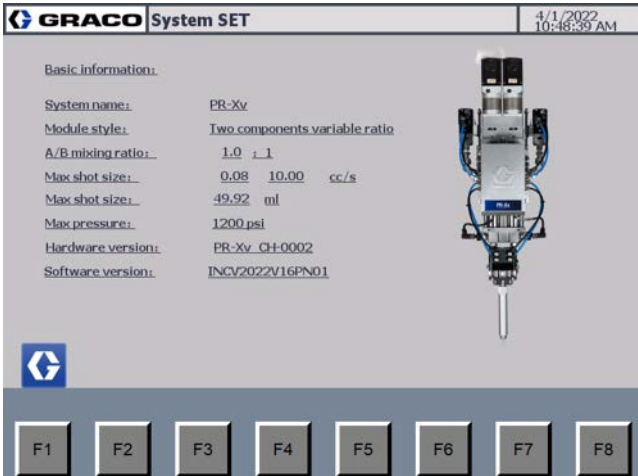 GRACO System SET
4/1/2022
10:48:39 AM
Basic information:
System name: PR-Xv
Module style: Two components variable ratio
A/B mixing ratio: 1.0 : 1
Max shot size: 0.08 10.00 cc/s
Max shot size: 49.92 ml
Max pressure: 1200 psi
Hardware version: PR-Xv CH-0002
Software version: INCV2022V16PN01
PR-Xv
F1 F2 F3 F4 F5 F6 F7 F8